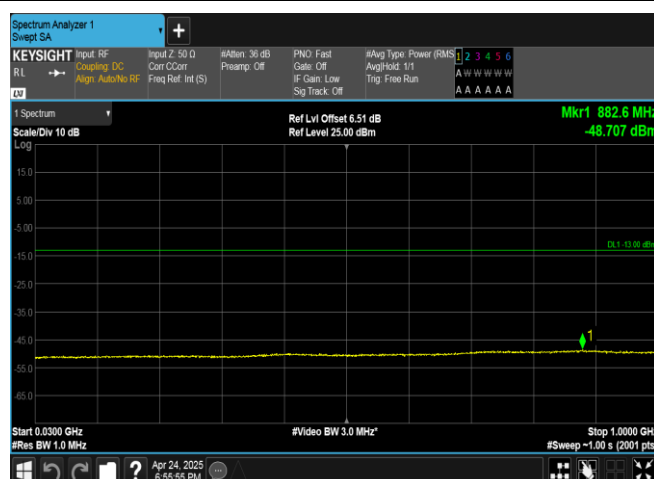 Spectrum Analyzer 1
Swept SA
+
KEYSIGHT Input: RF Input Z: 50 Ω #Atten: 36 dB PNO: Fast #Avg Type: Power (RMS 1 2 3 4 5 6
RL Coupling: DC Corr CCorr Preamp: Off Gate: Off Avg|Hold: 1/1 A W W W W W
Align: Auto/No RF Freq Ref: Int (S) IF Gain: Low Trig: Free Run
LXI Sig Track: Off A A A A A A
1 Spectrum Ref Lvl Offset 6.51 dB Mkr1 882.6 MHz
Scale/Div 10 dB Ref Level 25.00 dBm -48.707 dBm
Log
15.0
5.00
-5.00
DL1 -13.00 dBm
-15.0
-25.0
-35.0
-45.0
1
-55.0
-65.0
Start 0.0300 GHz #Video BW 3.0 MHz* Stop 1.0000 GHz
#Res BW 1.0 MHz #Sweep ~1.00 s (2001 pts
? Apr 24, 2025
6:55:55 PM